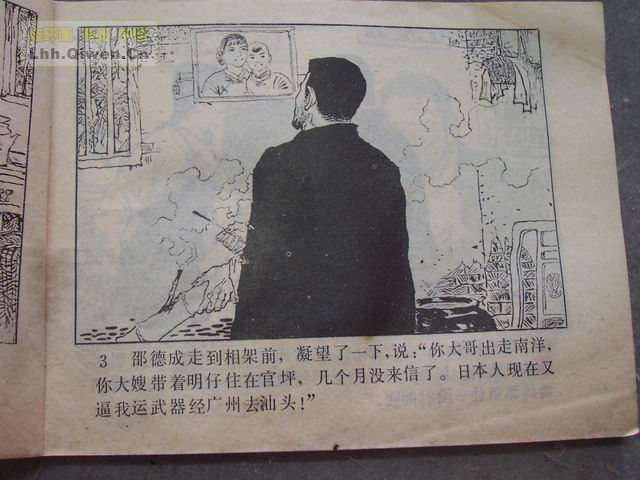 Lhh.Qiwen.Cn
3 邵德成走到相架前，凝望了一下，说：“你大哥出走南洋，
你大嫂带着明仔住在官坪，几个月没来信了。日本人现在又
逼我运武器经广州去汕头！”